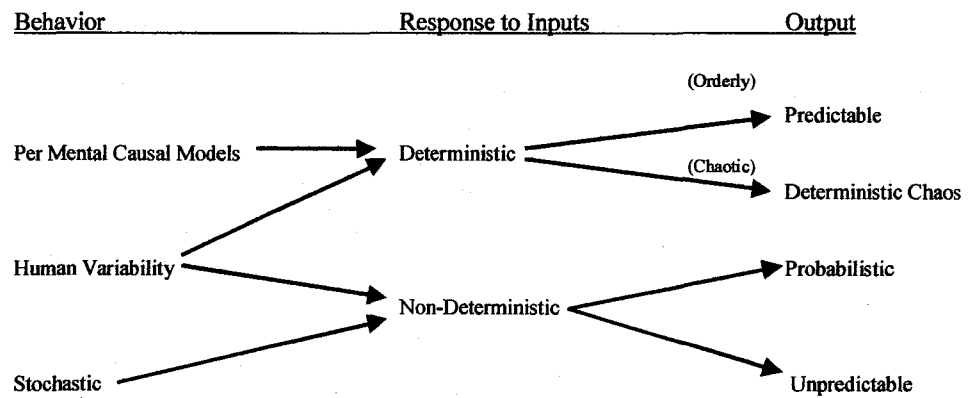 Behavior Response to Inputs Output
(Orderly)
Predictable
Per Mental Causal Models Deterministic
(Chaotic)
Deterministic Chaos
Human Variability Probabilistic
Non-Deterministic
Stochastic Unpredictable